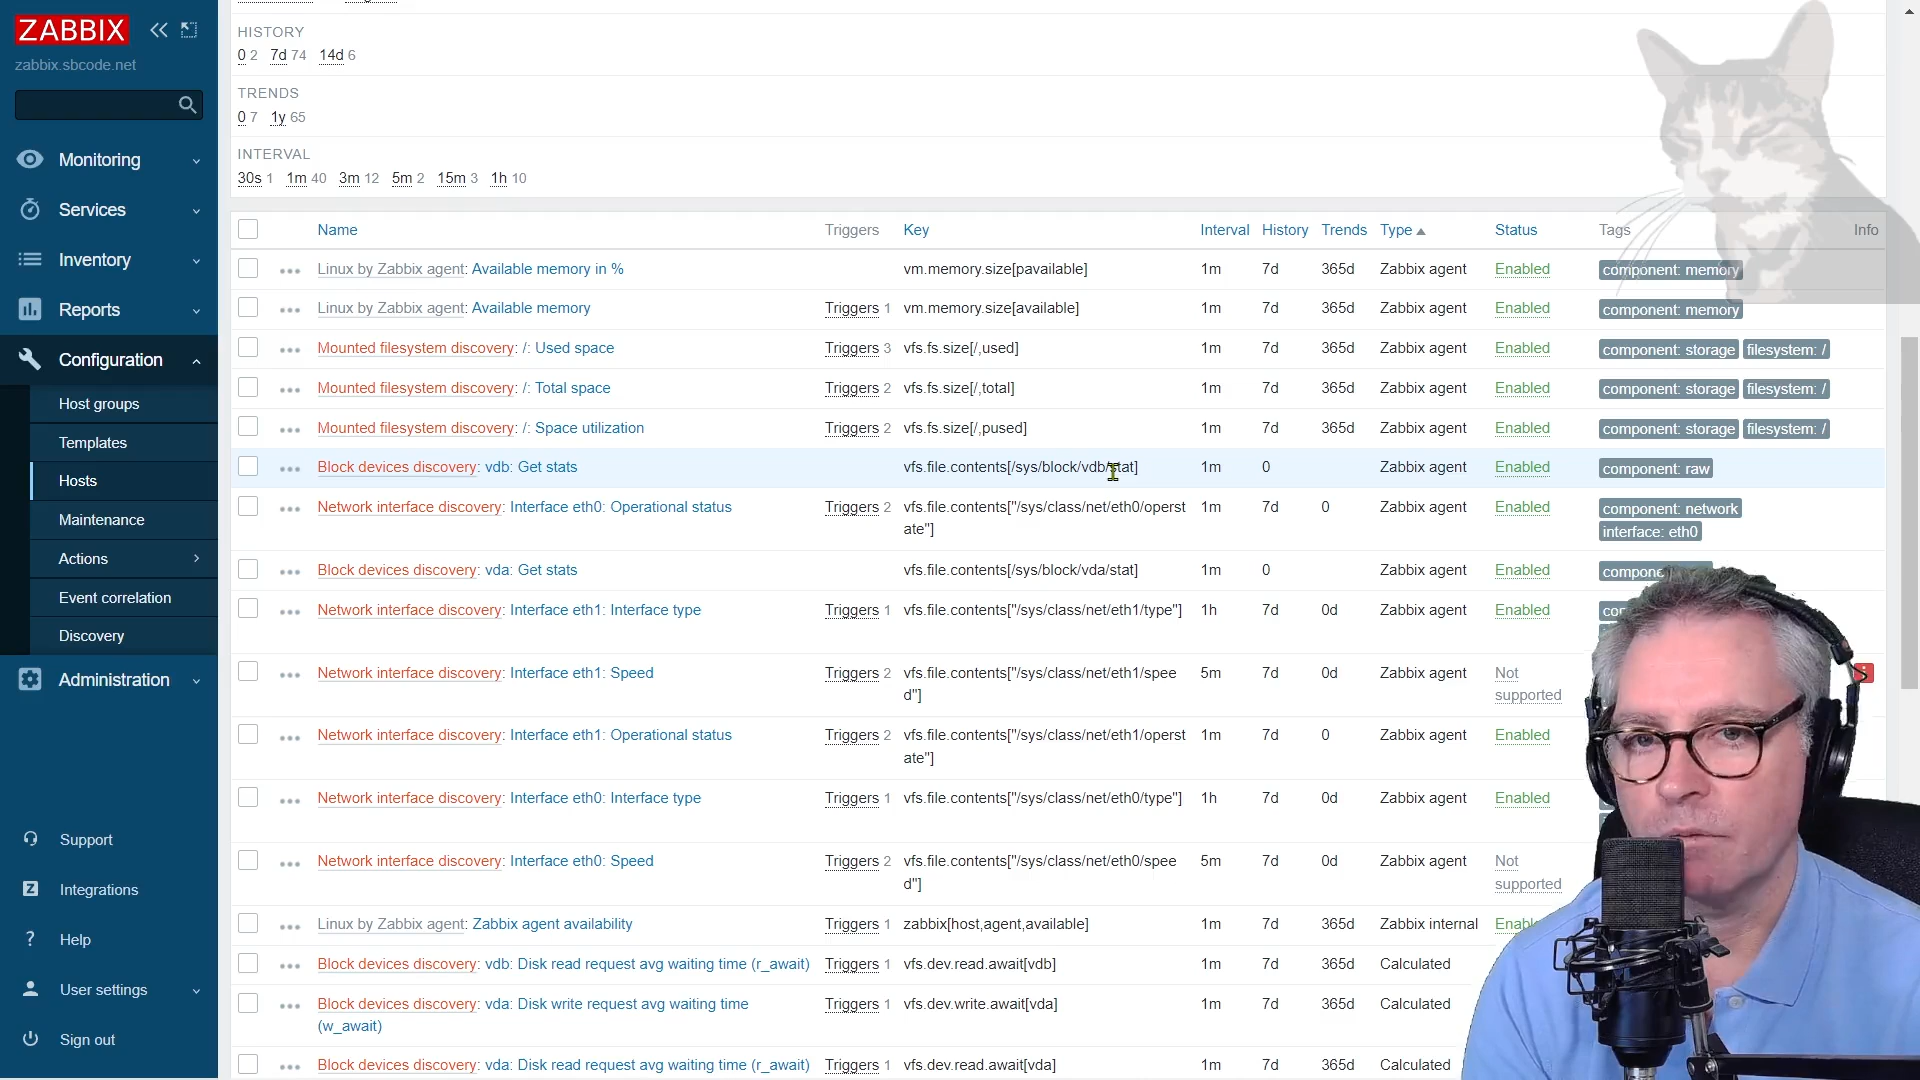 ZABBIX
zabbix.sbcode.net
Monitoring
Services
Inventory
Reports
Configuration
Host groups
Templates
Hosts
Maintenance
Actions
Event correlation
Discovery
Administration
Support
Integrations
Help
User settings
Sign out
HISTORY
0 2 7d 74 14d 6
TRENDS
0 7 1y 65
INTERVAL
30s 1 1m 40 3m 12 5m 2 15m 3 1h 10
Name Triggers Key Interval History Trends Type Status Tags Info
Linux by Zabbix agent: Available memory in % vm.memory.size[pavailable] 1m 7d 365d Zabbix agent Enabled component: memory
Linux by Zabbix agent: Available memory Triggers 1 vm.memory.size[available] 1m 7d 365d Zabbix agent Enabled component: memory
Mounted filesystem discovery: /: Used space Triggers 3 vfs.fs.size[/,used] 1m 7d 365d Zabbix agent Enabled component: storage filesystem: /
Mounted filesystem discovery: /: Total space Triggers 2 vfs.fs.size[/,total] 1m 7d 365d Zabbix agent Enabled component: storage filesystem: /
Mounted filesystem discovery: /: Space utilization Triggers 2 vfs.fs.size[/,pused] 1m 7d 365d Zabbix agent Enabled component: storage filesystem: /
Block devices discovery: vdb: Get stats vfs.file.contents[/sys/block/vdb/stat] 1m 0 Zabbix agent Enabled component: raw
Network interface discovery: Interface eth0: Operational status Triggers 2 vfs.file.contents["/sys/class/net/eth0/operst 1m 7d 0 Zabbix agent Enabled component: network
ate"] interface: eth0
Block devices discovery: vda: Get stats vfs.file.contents[/sys/block/vda/stat] 1m 0 Zabbix agent Enabled
Network interface discovery: Interface eth1: Interface type Triggers 1 vfs.file.contents["/sys/class/net/eth1/type"] 1h 7d 0d Zabbix agent Enabled
Network interface discovery: Interface eth1: Speed Triggers 2 vfs.file.contents["/sys/class/net/eth1/spee 5m 7d 0d Zabbix agent Not
d"] supported
Network interface discovery: Interface eth1: Operational status Triggers 2 vfs.file.contents["/sys/class/net/eth1/operst 1m 7d 0 Zabbix agent Enabled
ate"]
Network interface discovery: Interface eth0: Interface type Triggers 1 vfs.file.contents["/sys/class/net/eth0/type"] 1h 7d 0d Zabbix agent Enabled
Network interface discovery: Interface eth0: Speed Triggers 2 vfs.file.contents["/sys/class/net/eth0/spee 5m 7d 0d Zabbix agent Not
d"] supported
Linux by Zabbix agent: Zabbix agent availability Triggers 1 zabbix[host,agent,available] 1m 7d 365d Zabbix internal
Block devices discovery: vdb: Disk read request avg waiting time (r_await) Triggers 1 vfs.dev.read.await[vdb] 1m 7d 365d Calculated
Block devices discovery: vda: Disk write request avg waiting time Triggers 1 vfs.dev.write.await[vda] 1m 7d 365d Calculated
(w_await)
Block devices discovery: vda: Disk read request avg waiting time (r_await) Triggers 1 vfs.dev.read.await[vda] 1m 7d 365d Calculated